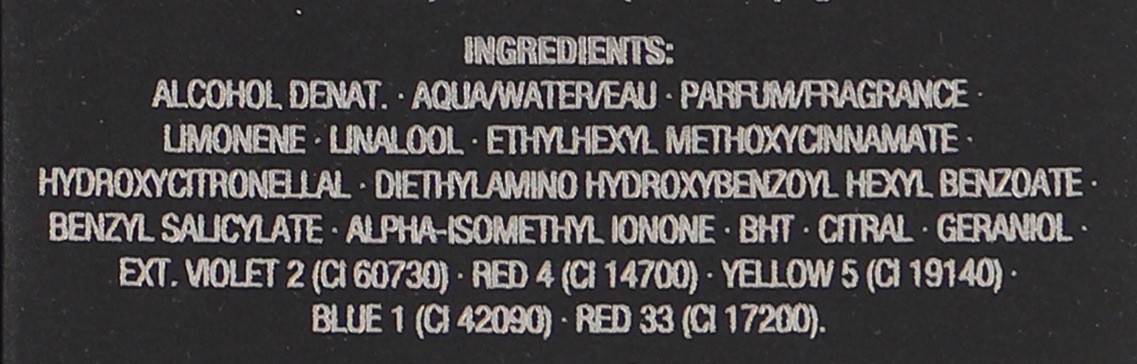 INGREDIENTS:
ALCOHOL DENAT. · AQUA/WATER/EAU · PARFUM/FRAGRANCE ·
LIMONENE · LINALOOL · ETHYLHEXYL METHOXYCINNAMATE ·
HYDROXYCITRONELLAL · DIETHYLAMINO HYDROXYBENZOYL HEXYL BENZOATE ·
BENZYL SALICYLATE · ALPHA-ISOMETHYL IONONE · BHT · CITRAL · GERANIOL ·
EXT. VIOLET 2 (CI 60730) · RED 4 (CI 14700) · YELLOW 5 (CI 19140) ·
BLUE 1 (CI 42090) · RED 33 (CI 17200).